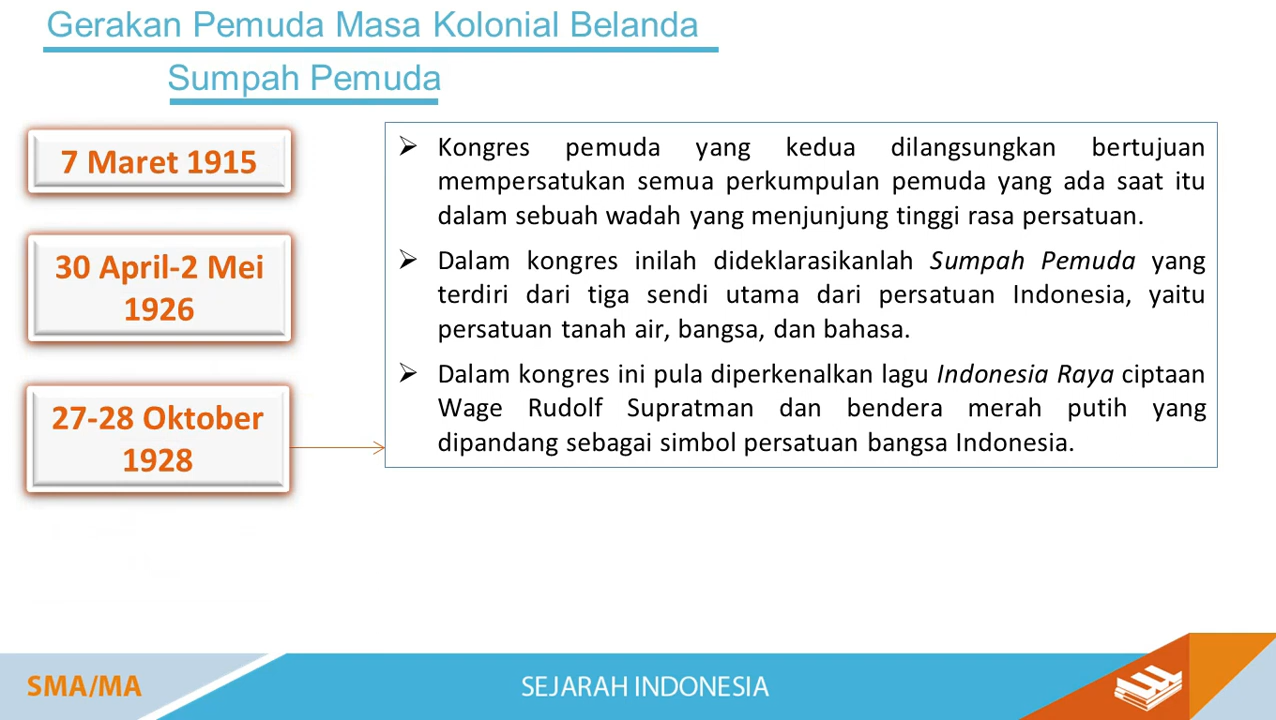 Gerakan Pemuda Masa Kolonial Belanda
Sumpah Pemuda
7 Maret 1915
30 April-2 Mei
1926
27-28 Oktober
1928
Kongres pemuda yang kedua dilangsungkan bertujuan
mempersatukan semua perkumpulan pemuda yang ada saat itu
dalam sebuah wadah yang menjunjung tinggi rasa persatuan.
Dalam kongres inilah dideklarasikanlah Sumpah Pemuda yang
terdiri dari tiga sendi utama dari persatuan Indonesia, yaitu
persatuan tanah air, bangsa, dan bahasa.
Dalam kongres ini pula diperkenalkan lagu Indonesia Raya ciptaan
Wage Rudolf Supratman dan bendera merah putih yang
dipandang sebagai simbol persatuan bangsa Indonesia.
SMA/MA
SEJARAH INDONESIA